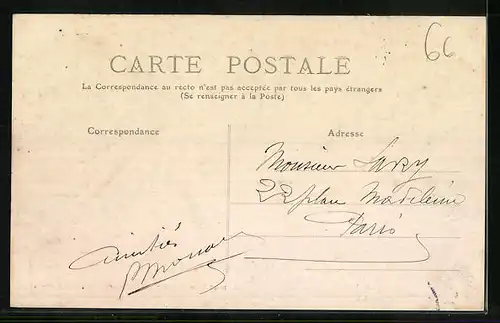 66
CARTE POSTALE
La Correspondance au recto n'est pas acceptée par tous les pays étrangers
(Se renseigner à la Poste)
Correspondance
Adresse
Monsieur
22 place Madeleine
Paris
Amitiés